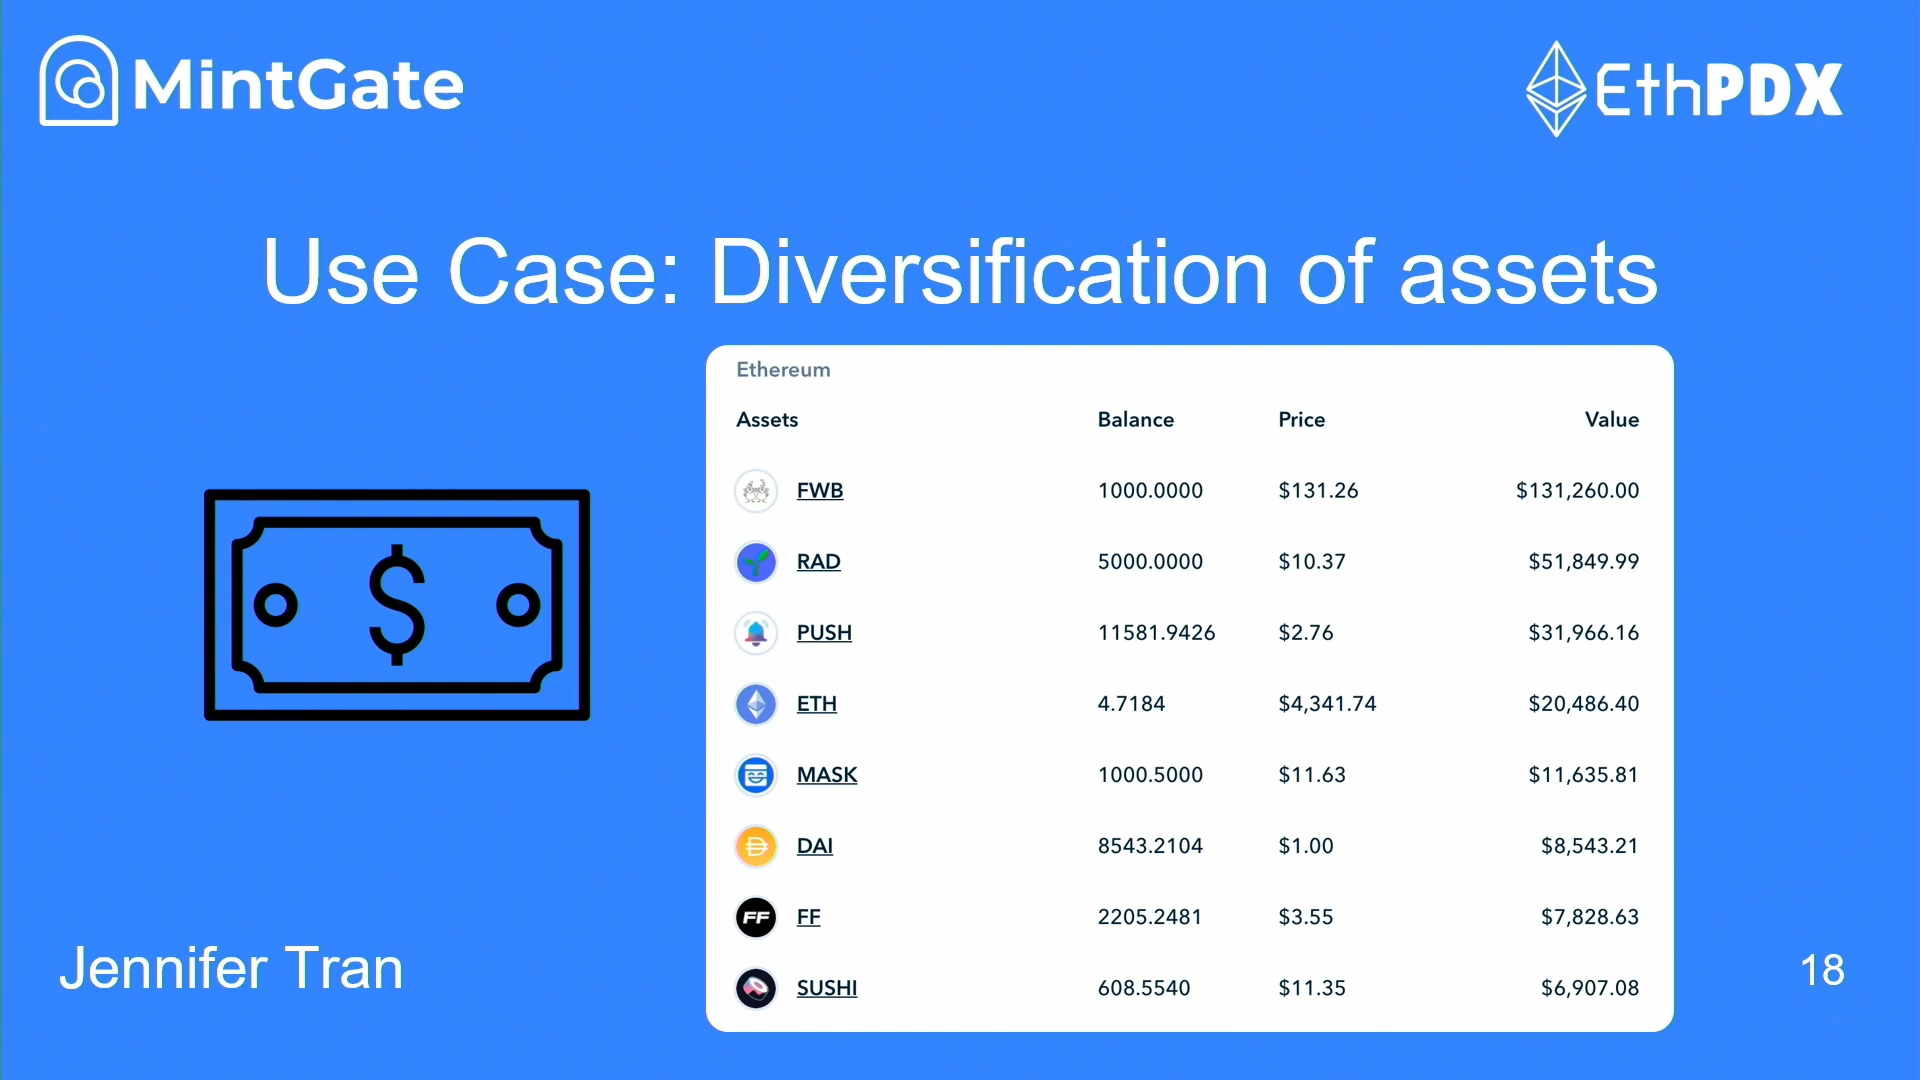 MintGate
EthPDX
Use Case: Diversification of assets
Ethereum
Assets Balance Price Value
FWB 1000.0000 $131.26 $131,260.00
RAD 5000.0000 $10.37 $51,849.99
PUSH 11581.9426 $2.76 $31,966.16
$
ETH 4.7184 $4,341.74 $20,486.40
MASK 1000.5000 $11.63 $11,635.81
DAI 8543.2104 $1.00 $8,543.21
FF FF 2205.2481 $3.55 $7,828.63
SUSHI 608.5540 $11.35 $6,907.08
Jennifer Tran
18